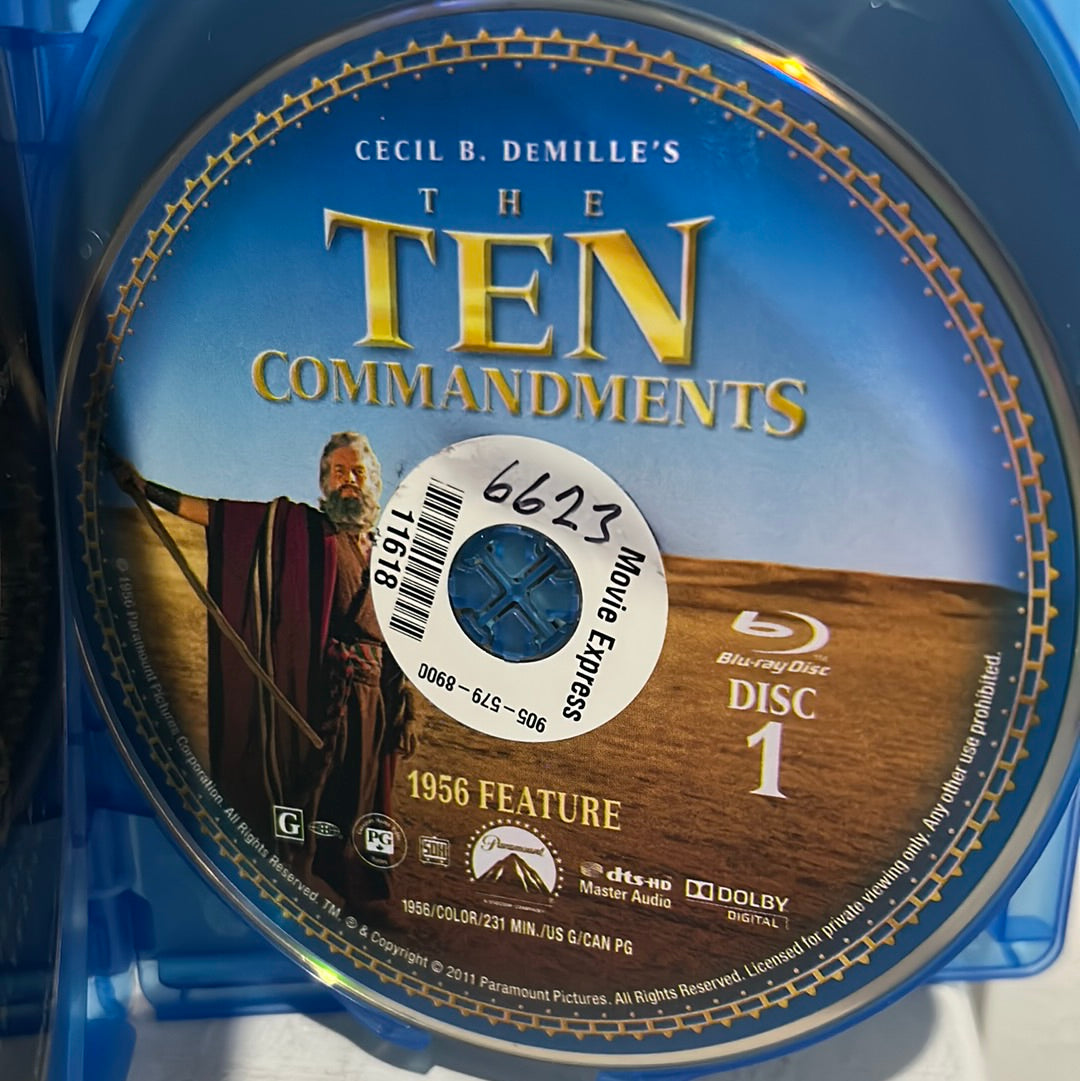 CECIL B. DEMILLE'S
THE
TEN
COMMANDMENTS
6623
11618
Movie Express
905-579-8900
Blu-ray Disc
DISC
1
1956 FEATURE
G
PG
SDH
Paramount
dts-HD
Master Audio
DOLBY
DIGITAL
1956/COLOR/231 MIN./US G/CAN PG
Paramount Pictures Corporation. All Rights Reserved. TM, ® & Copyright © 2011 Paramount Pictures. All Rights Reserved. Licensed for private viewing only. Any other use prohibited.